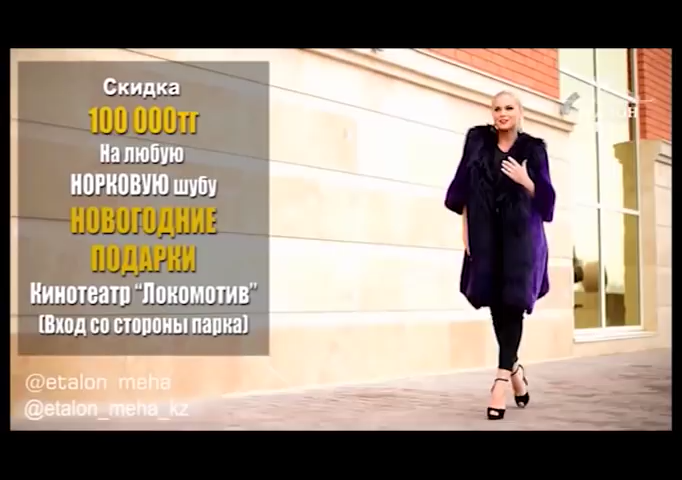 Скидка
100 000тг
На любую
НОРКОВУЮ шубу
НОВОГОДНИЕ
ПОДАРКИ
Кинотеатр "Локомотив"
(Вход со стороны парка)
@etalon_meha
@etalon_meha_kz